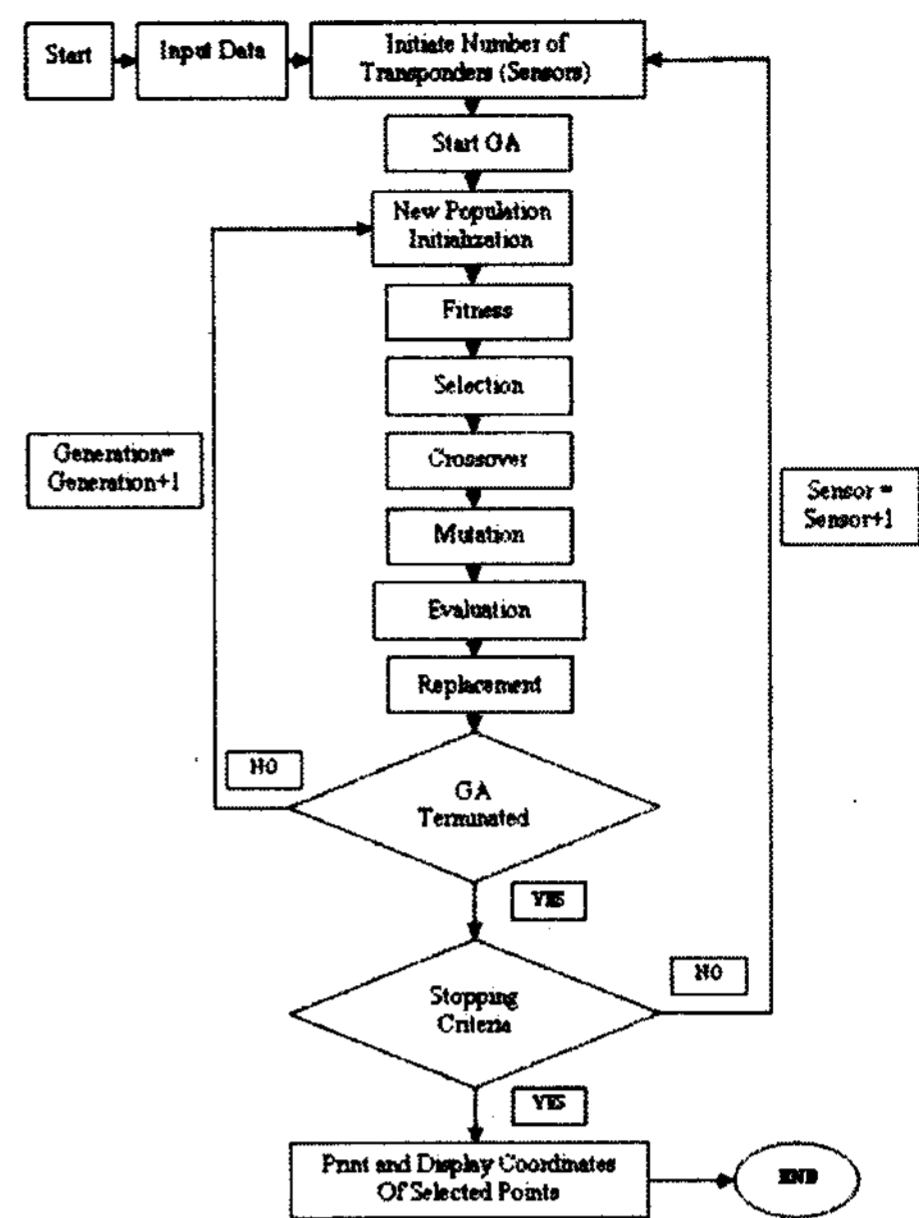 Start
Input Data
Initiate Number of
Transponders (Sensors)
Start GA
New Population
Initialization
Fitness
Selection
Crossover
Generation=
Generation+1
Sensor =
Sensor+1
Mutation
Evaluation
Replacement
NO
GA
Terminated
YES
NO
Stopping
Criteria
YES
Print and Display Coordinates
Of Selected Points
END